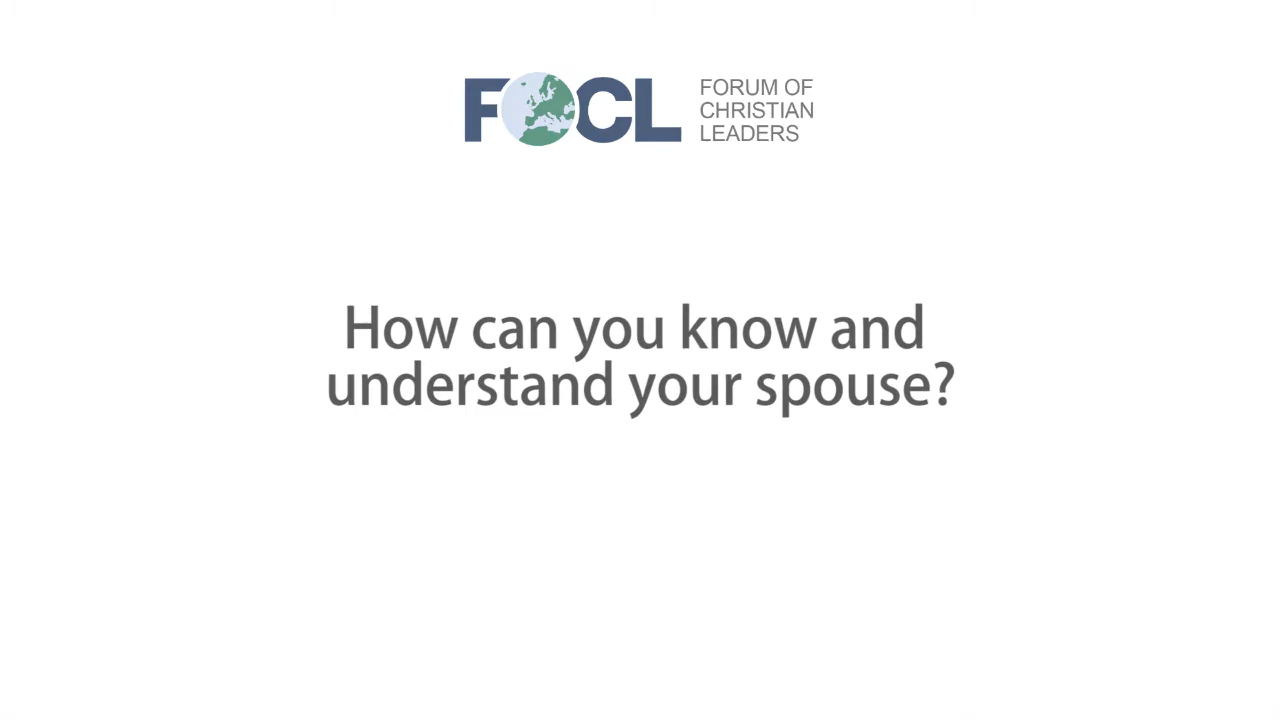 FOCL
FORUM OF
CHRISTIAN
LEADERS
How can you know and
understand your spouse?